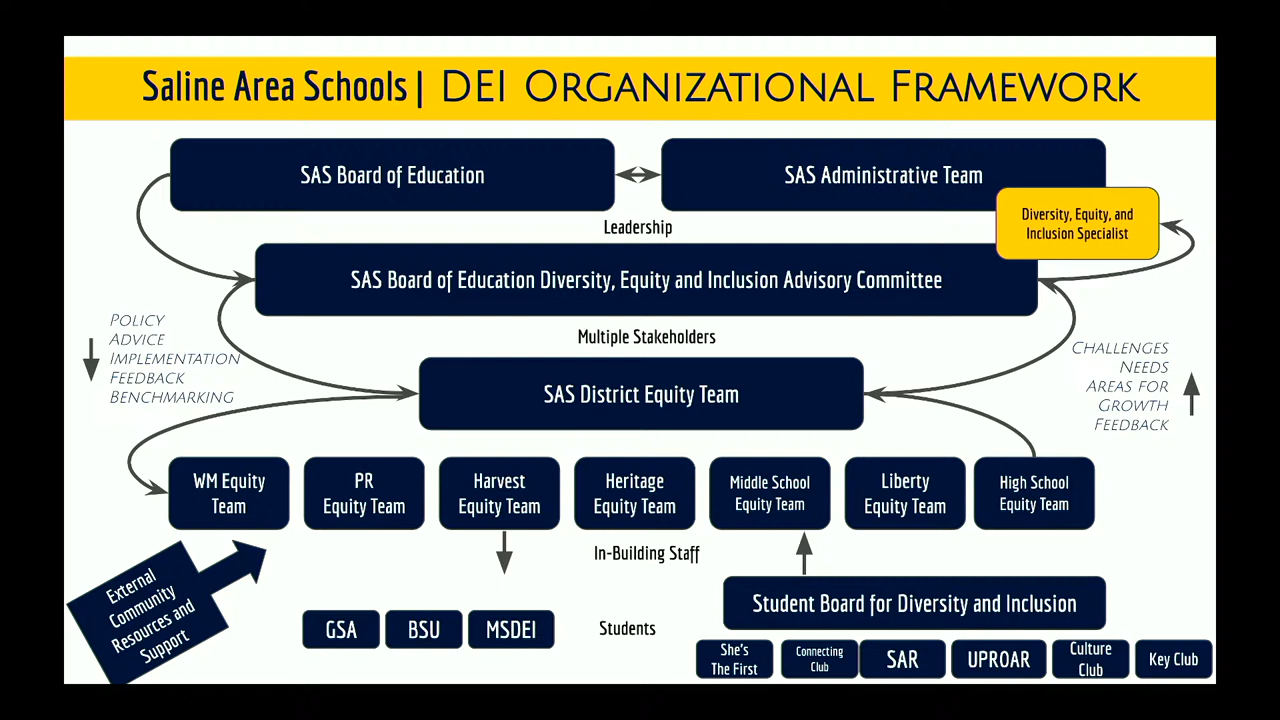 Saline Area Schools | DEI Organizational Framework
SAS Board of Education
SAS Administrative Team
Diversity, Equity, and
Inclusion Specialist
Leadership
SAS Board of Education Diversity, Equity and Inclusion Advisory Committee
Multiple Stakeholders
Policy
Advice
Implementation
Feedback
Benchmarking
Challenges
Needs
Areas for
Growth
Feedback
SAS District Equity Team
WM Equity
Team
PR
Equity Team
Harvest
Equity Team
Heritage
Equity Team
Middle School
Equity Team
Liberty
Equity Team
High School
Equity Team
In-Building Staff
External
Community
Resources and
Support
Student Board for Diversity and Inclusion
GSA
BSU
MSDEI
Students
She's
The First
Connecting
Club
SAR
UPROAR
Culture
Club
Key Club